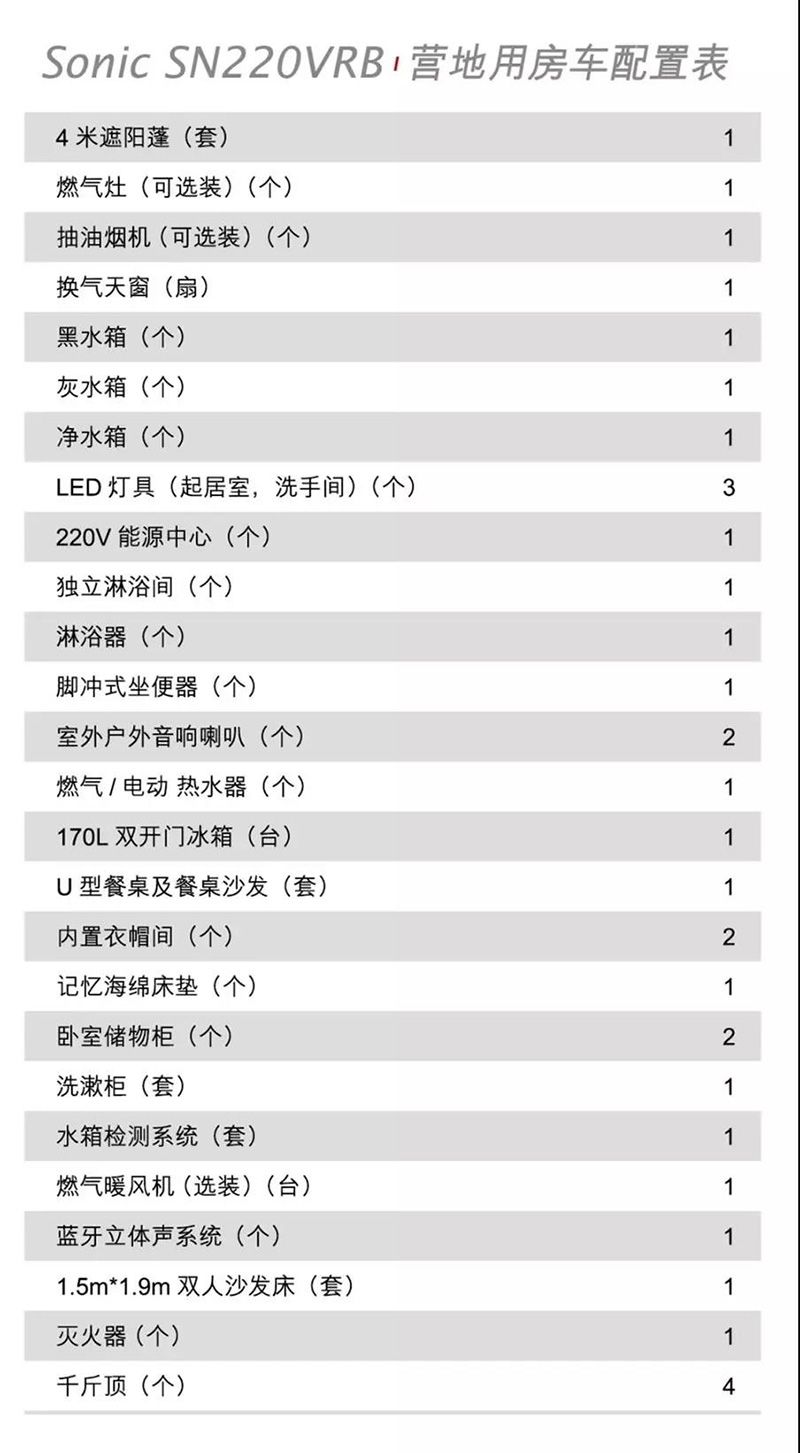 Sonic SN220VRB 营地用房车配置表
4 米遮阳蓬（套） 1
燃气灶（可选装）（个） 1
抽油烟机（可选装）（个） 1
换气天窗（扇） 1
黑水箱（个） 1
灰水箱（个） 1
净水箱（个） 1
LED 灯具（起居室，洗手间）（个） 3
220V 能源中心（个） 1
独立淋浴间（个） 1
淋浴器（个） 1
脚冲式坐便器（个） 1
室外户外音响喇叭（个） 2
燃气 / 电动 热水器（个） 1
170L 双开门冰箱（台） 1
U 型餐桌及餐桌沙发（套） 1
内置衣帽间（个） 2
记忆海绵床垫（个） 1
卧室储物柜（个） 2
洗漱柜（套） 1
水箱检测系统（套） 1
燃气暖风机（选装）（台） 1
蓝牙立体声系统（个） 1
1.5m*1.9m 双人沙发床（套） 1
灭火器（个） 1
千斤顶（个） 4